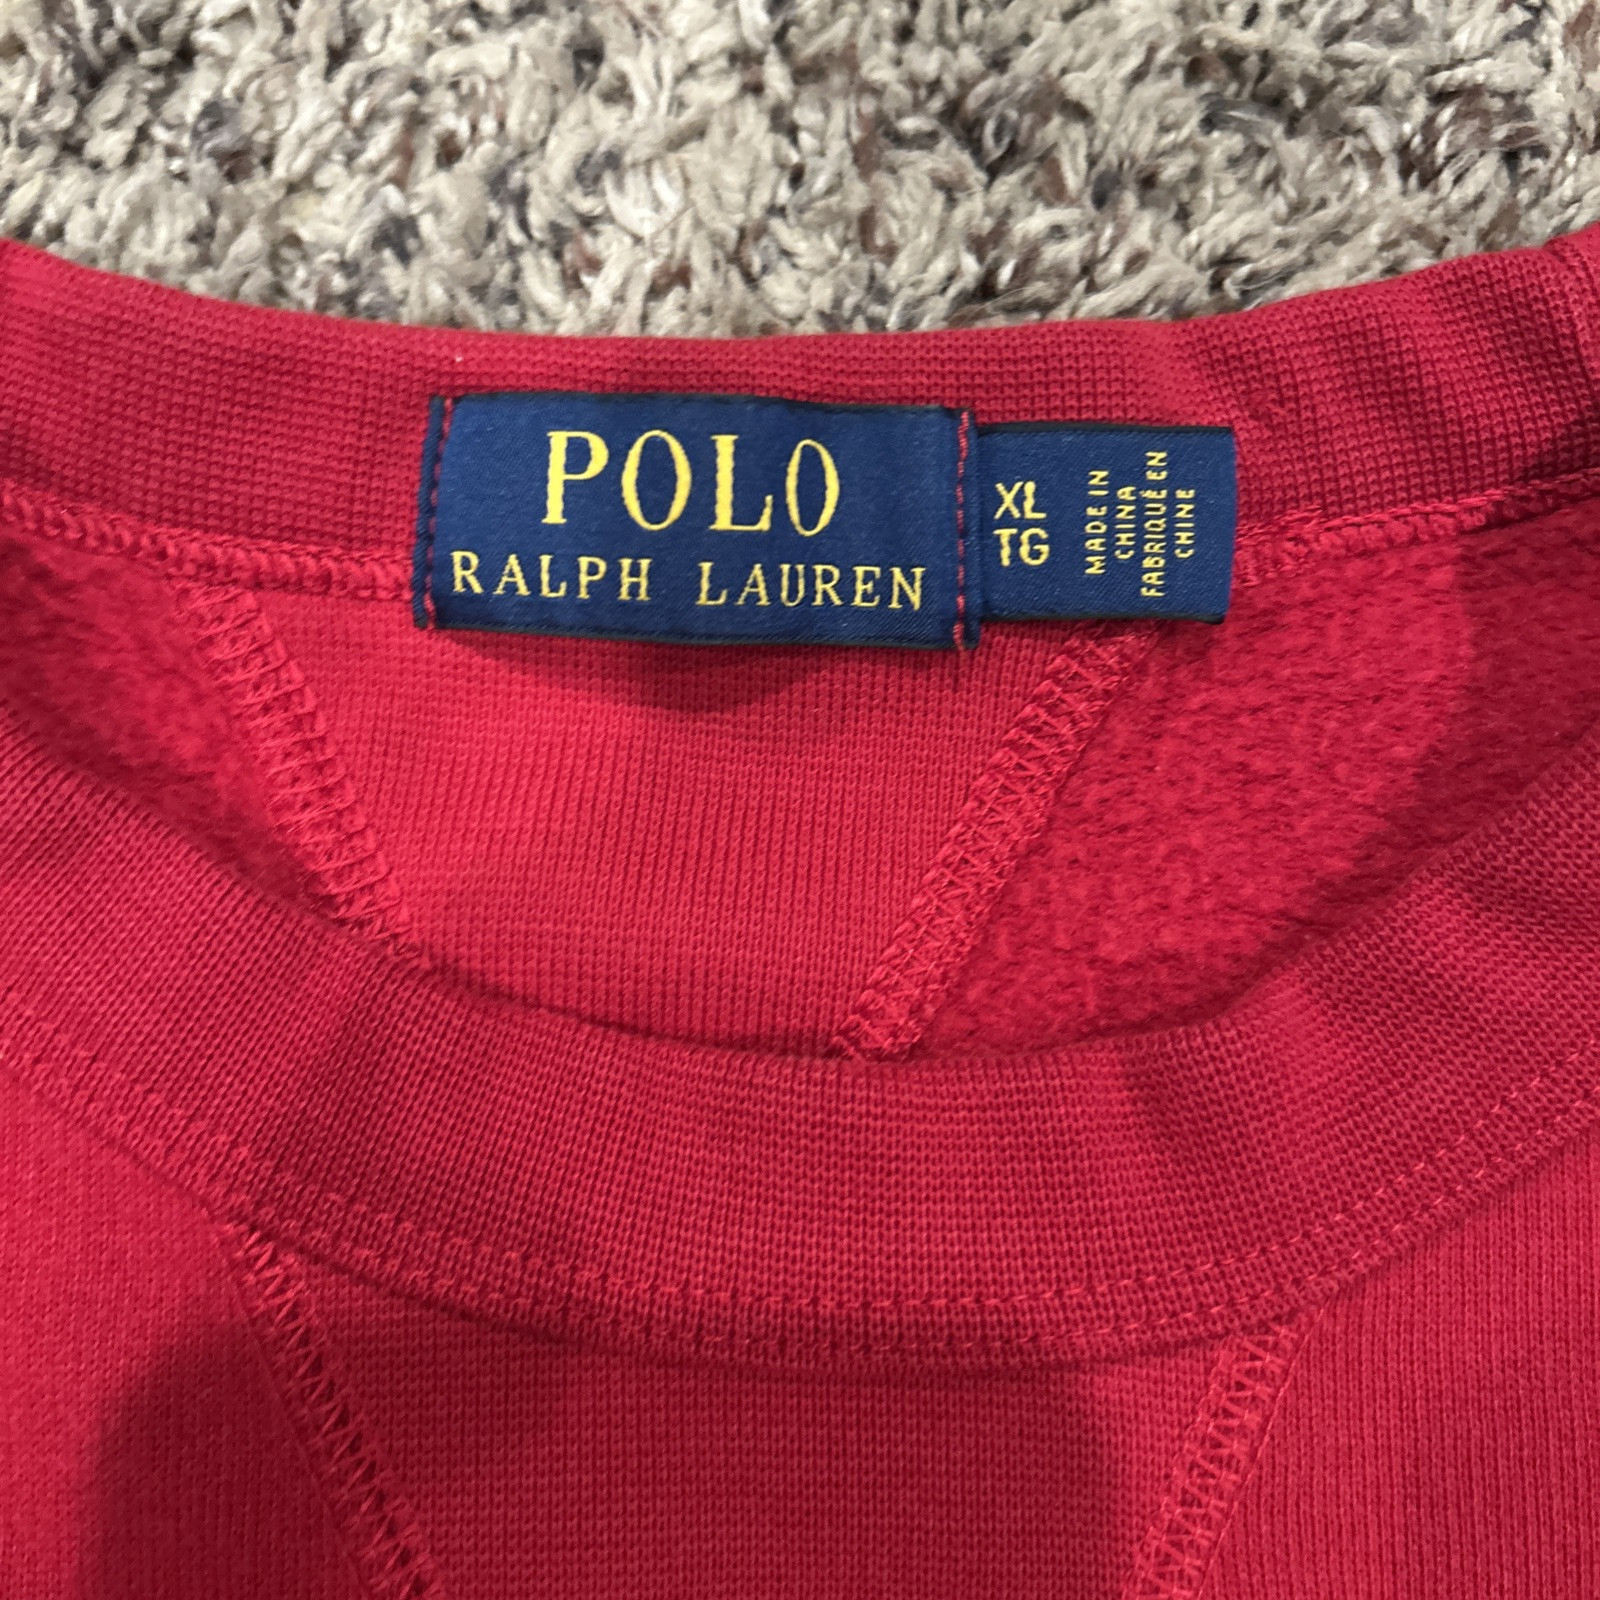 POLO
RALPH LAUREN
XL
TG
MADE IN
CHINA
FABRIQUÉ EN
CHINE